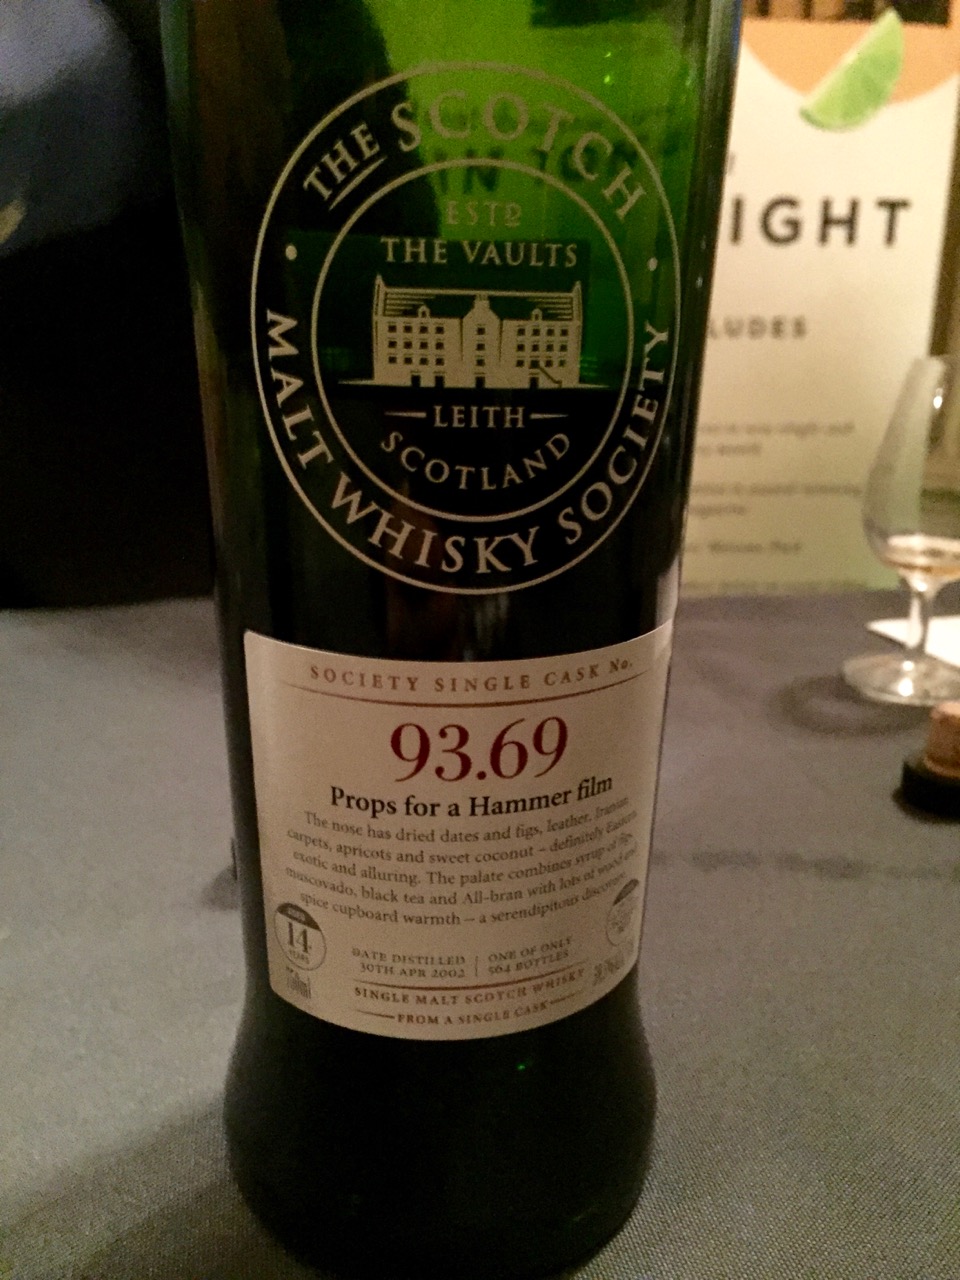 THE SCOTCH
ESTD
THE VAULTS
LEITH
SCOTLAND
MALT WHISKY SOCIETY
SOCIETY SINGLE CASK No.
93.69
Props for a Hammer film
The nose has dried dates and figs, leather, Iranian
carpets, apricots and sweet coconut – definitely Eastern
exotic and alluring. The palate combines syrup of figs,
muscovado, black tea and All-bran with lots of wood and
spice cupboard warmth – a serendipitous discovery.
14
YEARS
DATE DISTILLED
30TH APR 2002
ONE OF ONLY
564 BOTTLES
SINGLE MALT SCOTCH WHISKY
FROM A SINGLE CASK
IGHT
LUDES